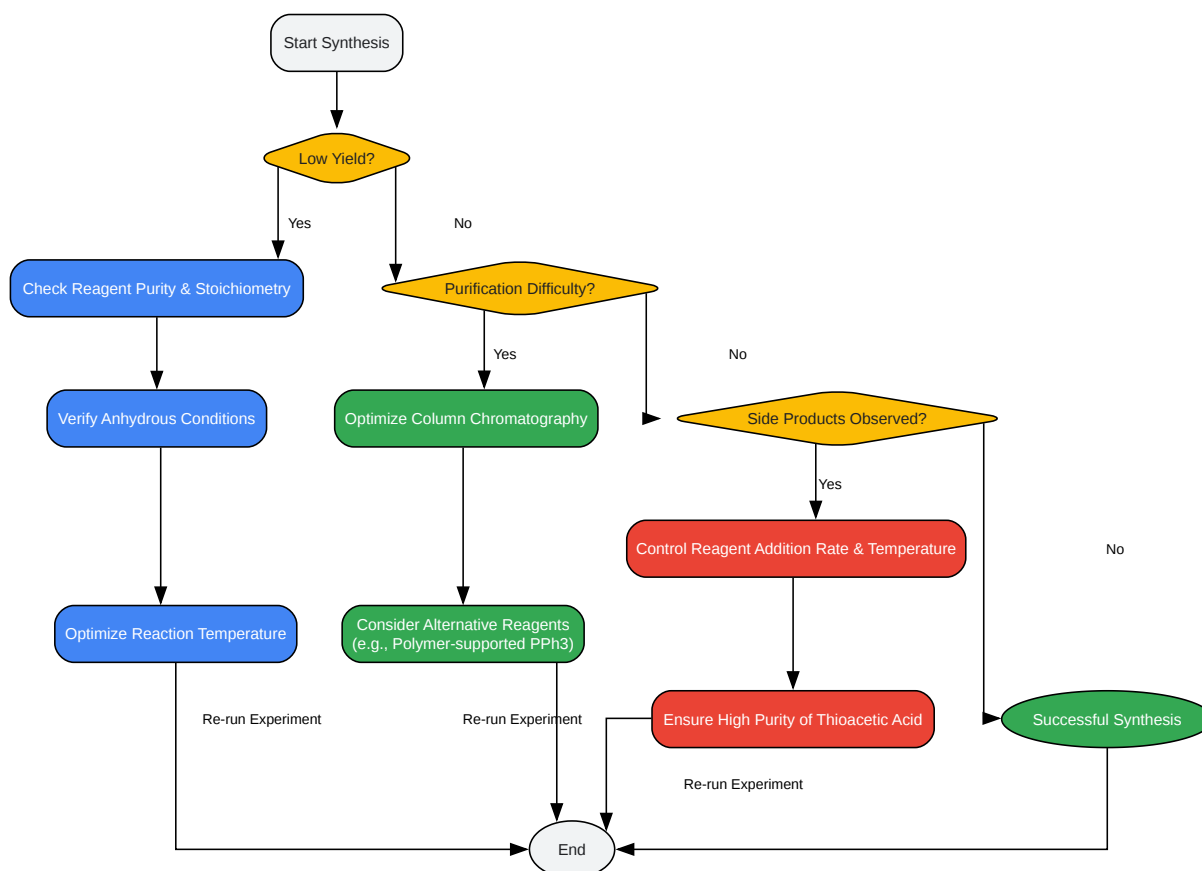 Start Synthesis
Low Yield?
Yes
No
Check Reagent Purity & Stoichiometry
Purification Difficulty?
Yes
No
Verify Anhydrous Conditions
Optimize Column Chromatography
Side Products Observed?
Yes
Control Reagent Addition Rate & Temperature
No
Optimize Reaction Temperature
Consider Alternative Reagents
(e.g., Polymer-supported PPh3)
Re-run Experiment
Re-run Experiment
Ensure High Purity of Thioacetic Acid
Successful Synthesis
Re-run Experiment
End